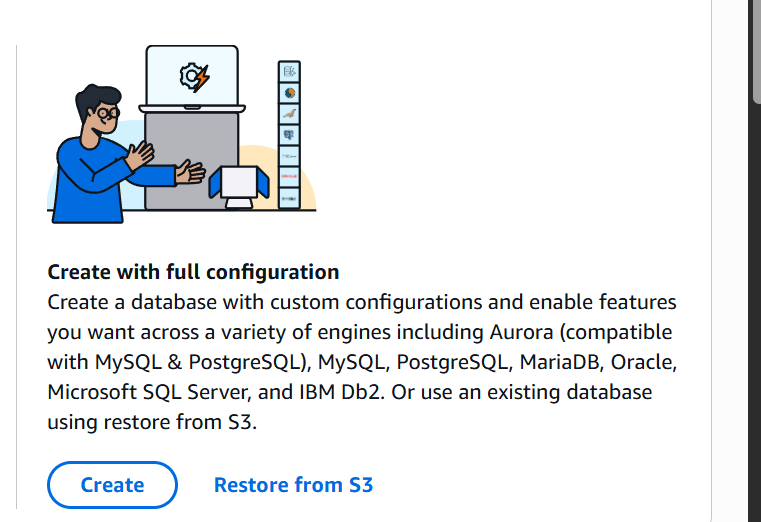 Create with full configuration
Create a database with custom configurations and enable features
you want across a variety of engines including Aurora (compatible
with MySQL & PostgreSQL), MySQL, PostgreSQL, MariaDB, Oracle,
Microsoft SQL Server, and IBM Db2. Or use an existing database
using restore from S3.
Create
Restore from S3